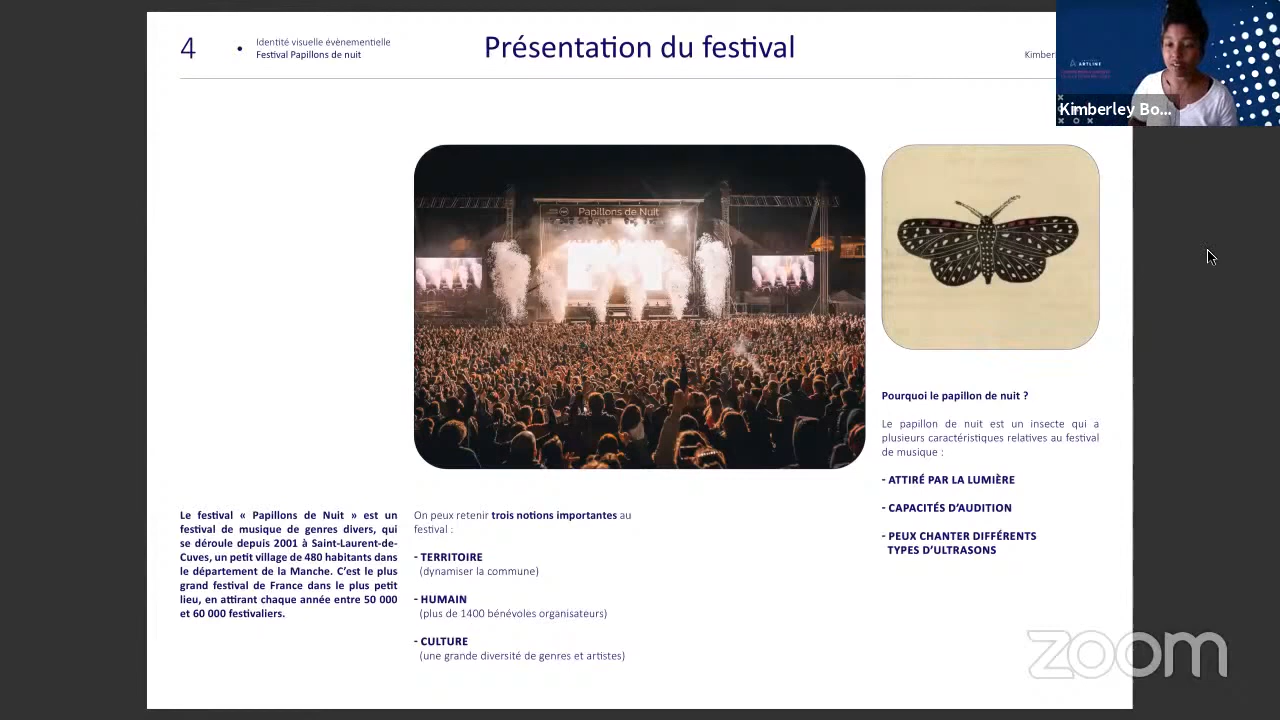 4
• Identité visuelle évènementielle
Festival Papillons de nuit
Présentation du festival
Kimber
ARTLINE
Kimberley Bo...
Papillons de Nuit
Pourquoi le papillon de nuit ?
Le papillon de nuit est un insecte qui a
plusieurs caractéristiques relatives au festival
de musique :
- ATTIRÉ PAR LA LUMIÈRE
- CAPACITÉS D’AUDITION
- PEUX CHANTER DIFFÉRENTS
TYPES D’ULTRASONS
Le festival « Papillons de Nuit » est un
festival de musique de genres divers, qui
se déroule depuis 2001 à Saint-Laurent-de-
Cuves, un petit village de 480 habitants dans
le département de la Manche. C’est le plus
grand festival de France dans le plus petit
lieu, en attirant chaque année entre 50 000
et 60 000 festivaliers.
On peux retenir trois notions importantes au
festival :
- TERRITOIRE
(dynamiser la commune)
- HUMAIN
(plus de 1400 bénévoles organisateurs)
- CULTURE
(une grande diversité de genres et artistes)
zoom